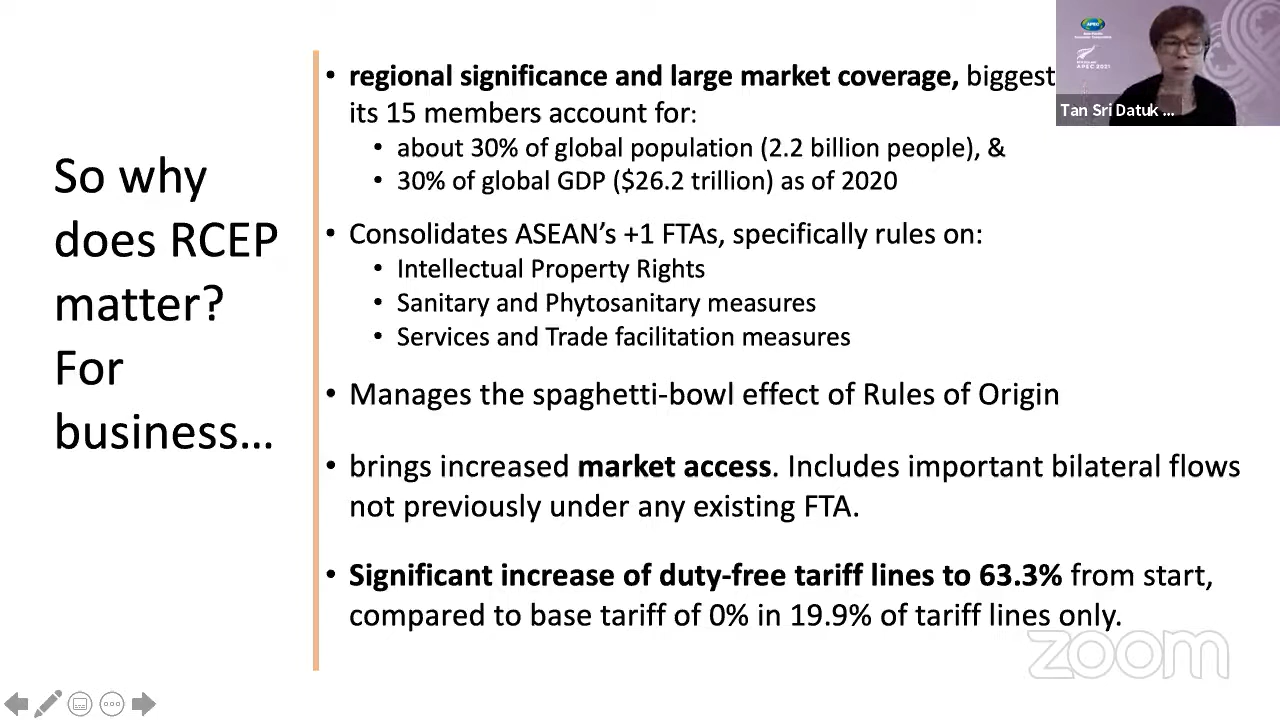 So why
does RCEP
matter?
For
business…
• regional significance and large market coverage, biggest
its 15 members account for:
• about 30% of global population (2.2 billion people), &
• 30% of global GDP ($26.2 trillion) as of 2020
• Consolidates ASEAN’s +1 FTAs, specifically rules on:
• Intellectual Property Rights
• Sanitary and Phytosanitary measures
• Services and Trade facilitation measures
• Manages the spaghetti-bowl effect of Rules of Origin
• brings increased market access. Includes important bilateral flows
not previously under any existing FTA.
• Significant increase of duty-free tariff lines to 63.3% from start,
compared to base tariff of 0% in 19.9% of tariff lines only.
APEC
APEC 2021
Tan Sri Datuk ...
zoom